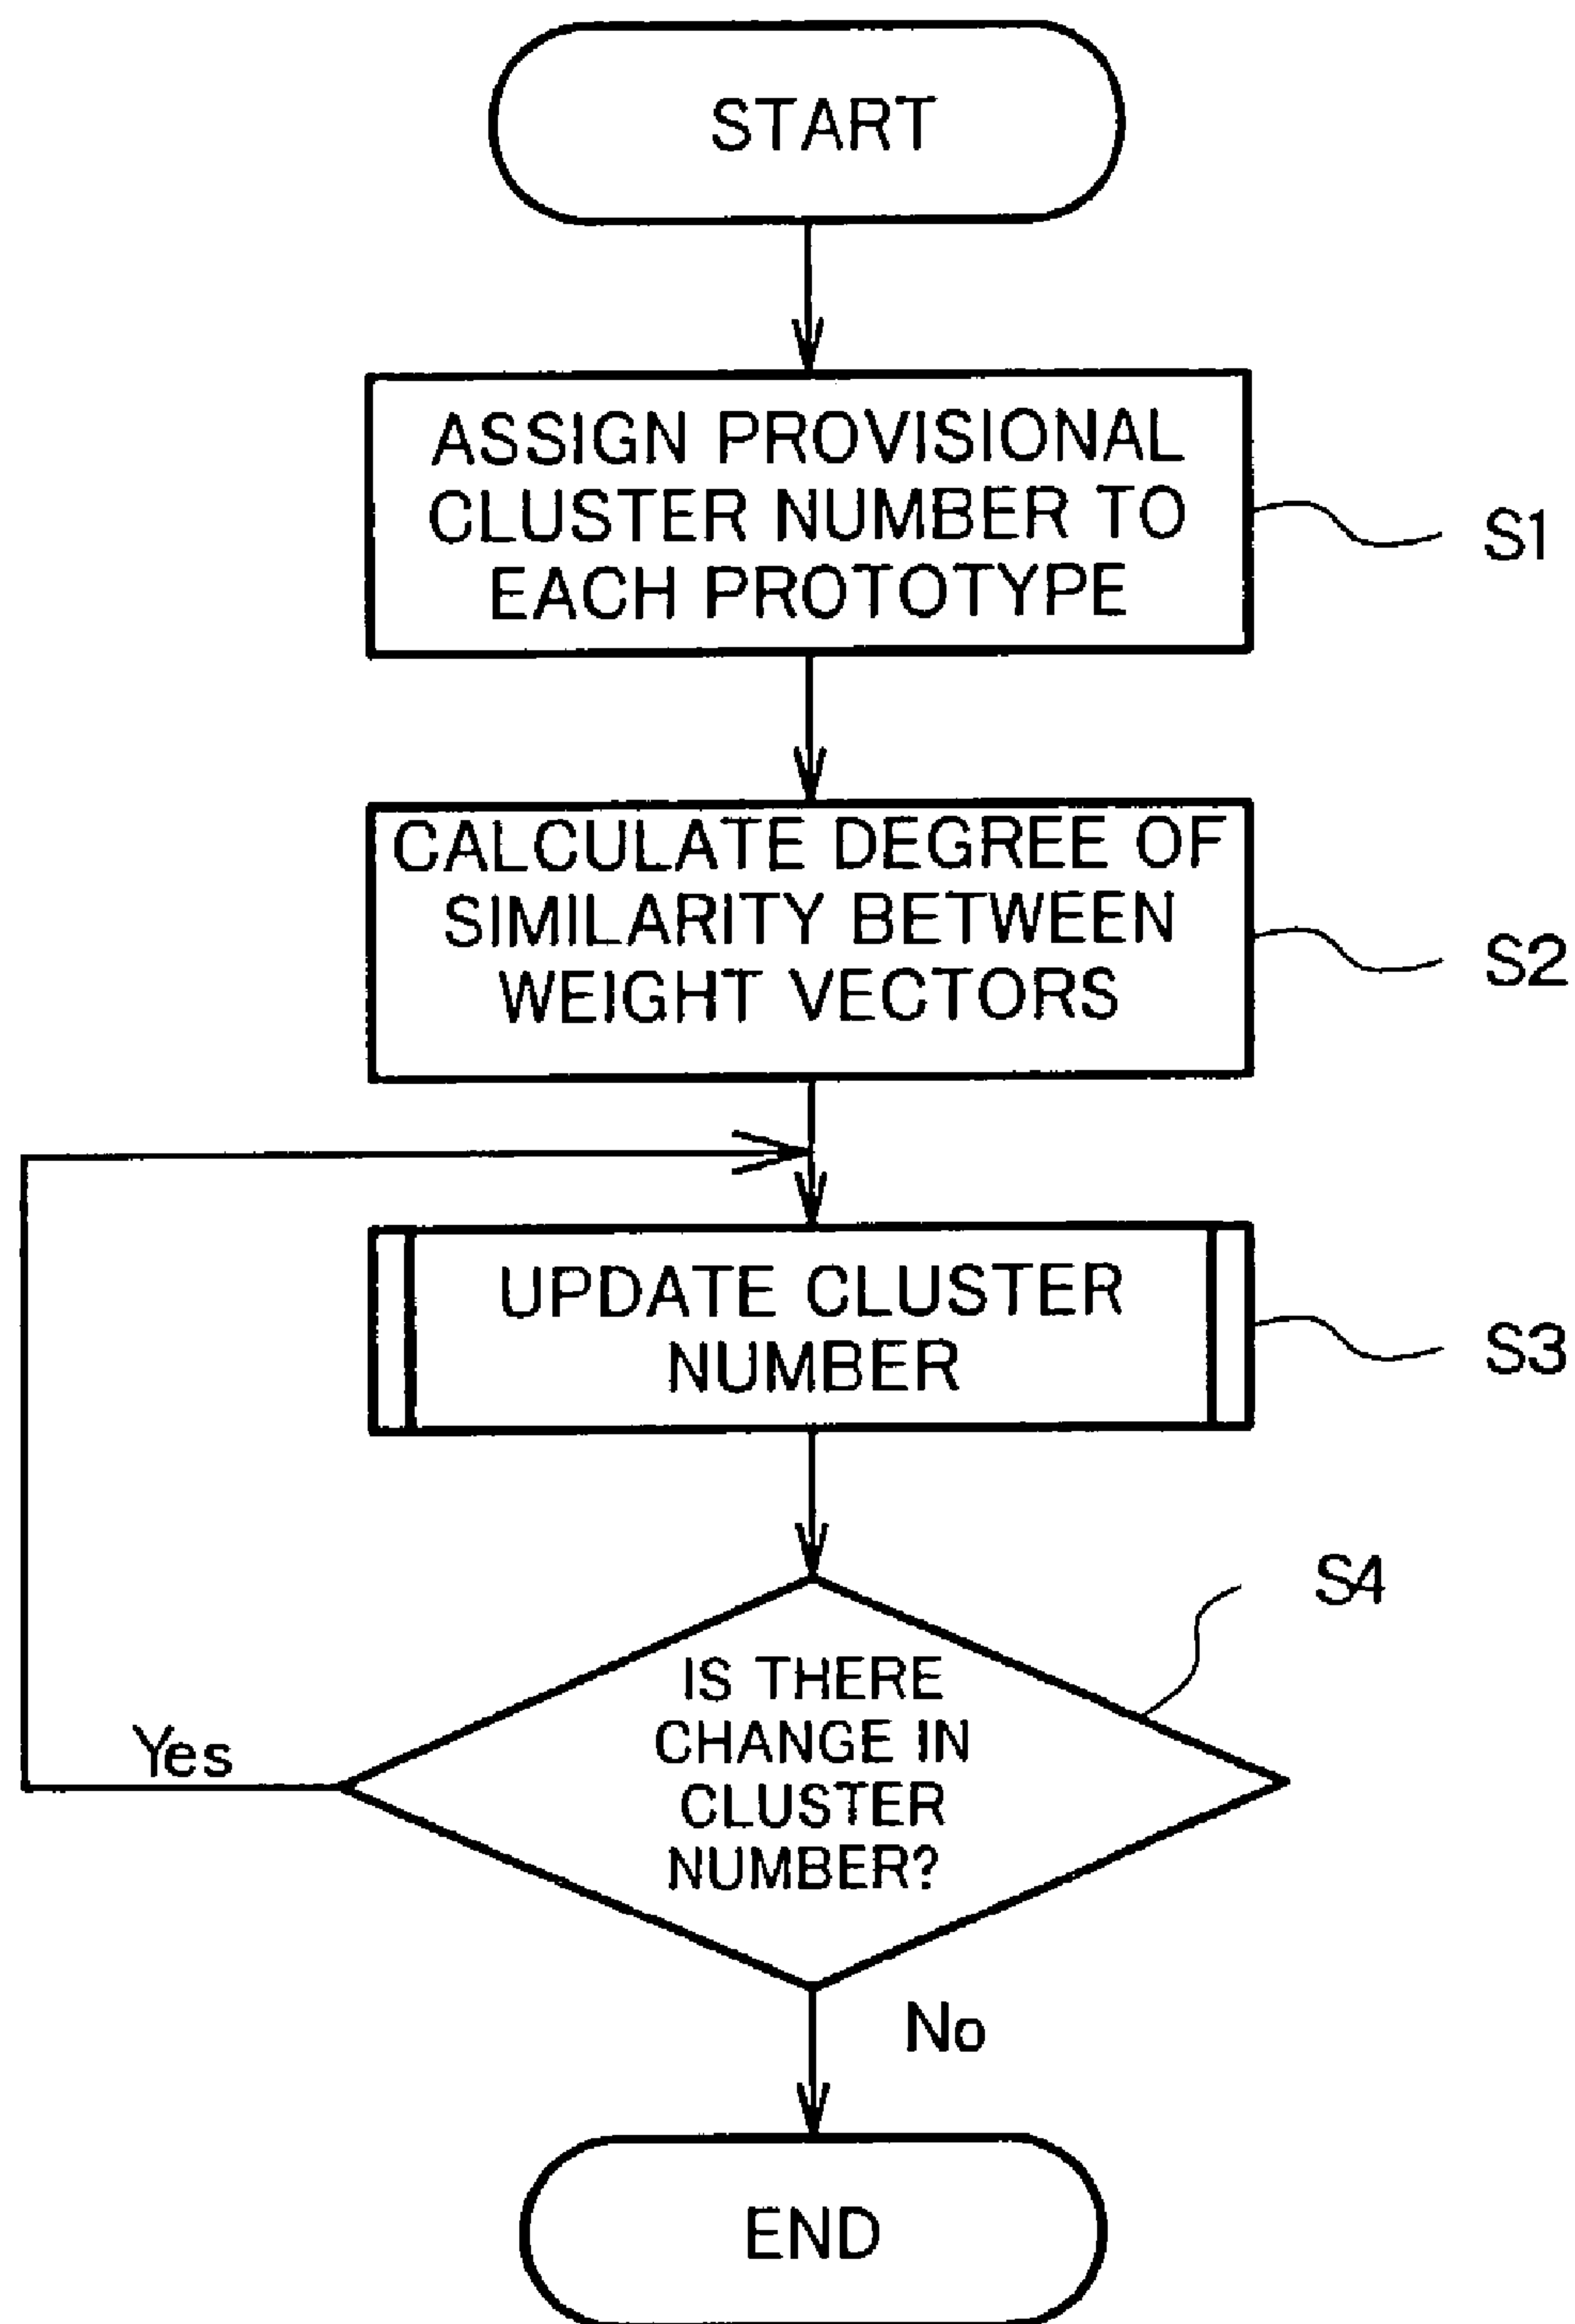 START
ASSIGN PROVISIONAL
CLUSTER NUMBER TO
EACH PROTOTYPE
S1
CALCULATE DEGREE OF
SIMILARITY BETWEEN
WEIGHT VECTORS
S2
UPDATE CLUSTER
NUMBER
S3
S4
IS THERE
CHANGE IN
CLUSTER
NUMBER?
Yes
No
END